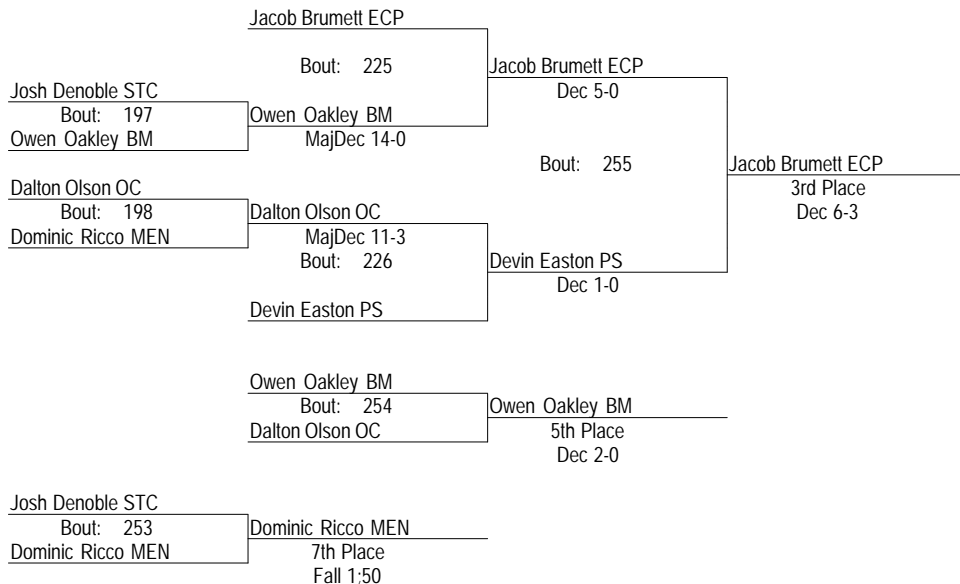 Jacob Brumett ECP
Bout: 225
Jacob Brumett ECP
Dec 5-0
Josh Denoble STC
Bout: 197
Owen Oakley BM
Owen Oakley BM
MajDec 14-0
Bout: 255
Jacob Brumett ECP
3rd Place
Dec 6-3
Dalton Olson OC
Bout: 198
Dominic Ricco MEN
Dalton Olson OC
MajDec 11-3
Bout: 226
Devin Easton PS
Dec 1-0
Devin Easton PS
Owen Oakley BM
Bout: 254
Dalton Olson OC
Owen Oakley BM
5th Place
Dec 2-0
Josh Denoble STC
Bout: 253
Dominic Ricco MEN
Dominic Ricco MEN
7th Place
Fall 1:50